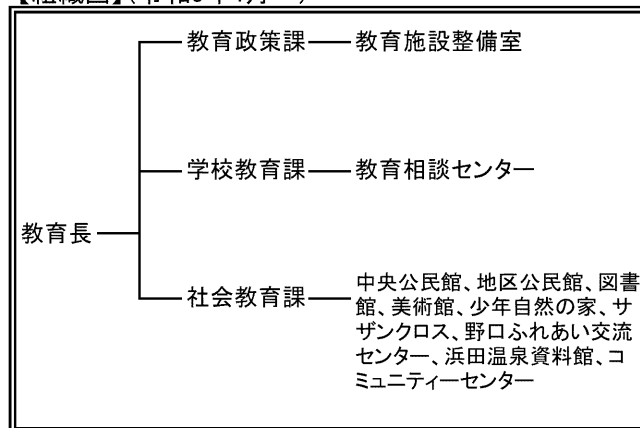 教育政策課 教育施設整備室
学校教育課 教育相談センター
教育長
社会教育課
中央公民館、地区公民館、図書
館、美術館、少年自然の家、サ
ザンクロス、野口ふれあい交流
センター、浜田温泉資料館、コ
ミュニティーセンター